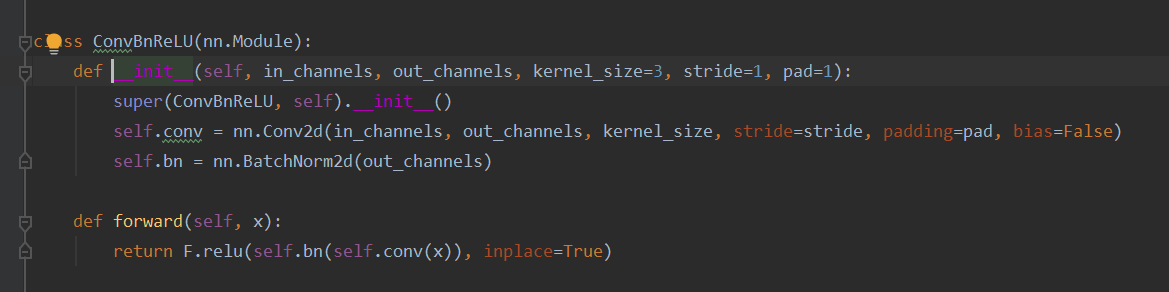 class ConvBnReLU(nn.Module):
    def __init__(self, in_channels, out_channels, kernel_size=3, stride=1, pad=1):
        super(ConvBnReLU, self).__init__()
        self.conv = nn.Conv2d(in_channels, out_channels, kernel_size, stride=stride, padding=pad, bias=False)
        self.bn = nn.BatchNorm2d(out_channels)
    def forward(self, x):
        return F.relu(self.bn(self.conv(x)), inplace=True)